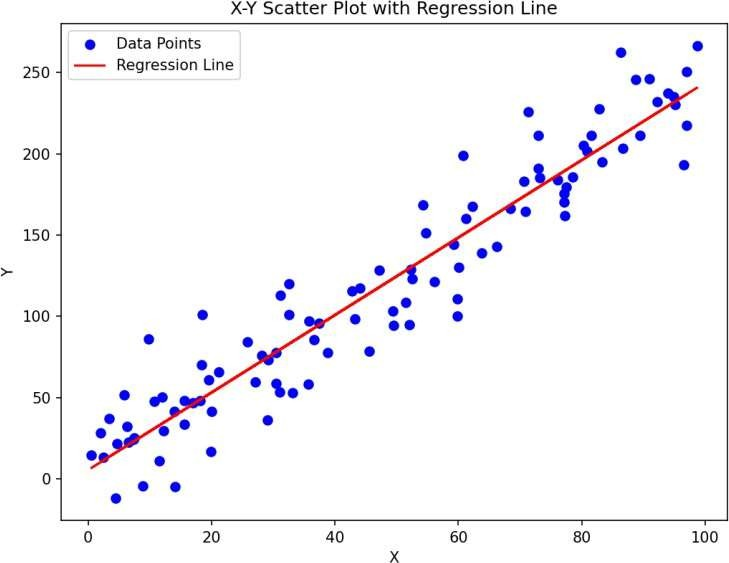 X-Y Scatter Plot with Regression Line
Data Points
Regression Line
250
200
150
100
50
0
Y
0 20 40 60 80 100
X